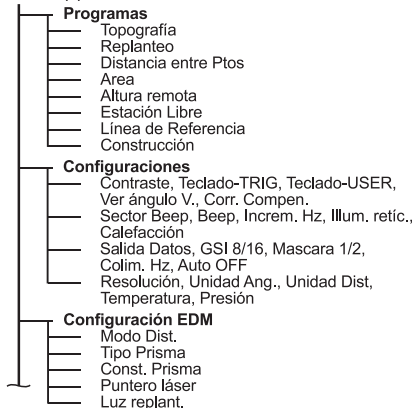 Programas
Topografía
Replanteo
Distancia entre Ptos
Area
Altura remota
Estación Libre
Línea de Referencia
Construcción
Configuraciones
Contraste, Teclado-TRIG, Teclado-USER,
Ver ángulo V., Corr. Compen.
Sector Beep, Beep, Increm. Hz, Illum. retíc.,
Calefacción
Salida Datos, GSI 8/16, Mascara 1/2,
Colim. Hz, Auto OFF
Resolución, Unidad Ang., Unidad Dist,
Temperatura, Presión
Configuración EDM
Modo Dist.
Tipo Prisma
Const. Prisma
Puntero láser
Luz replant.